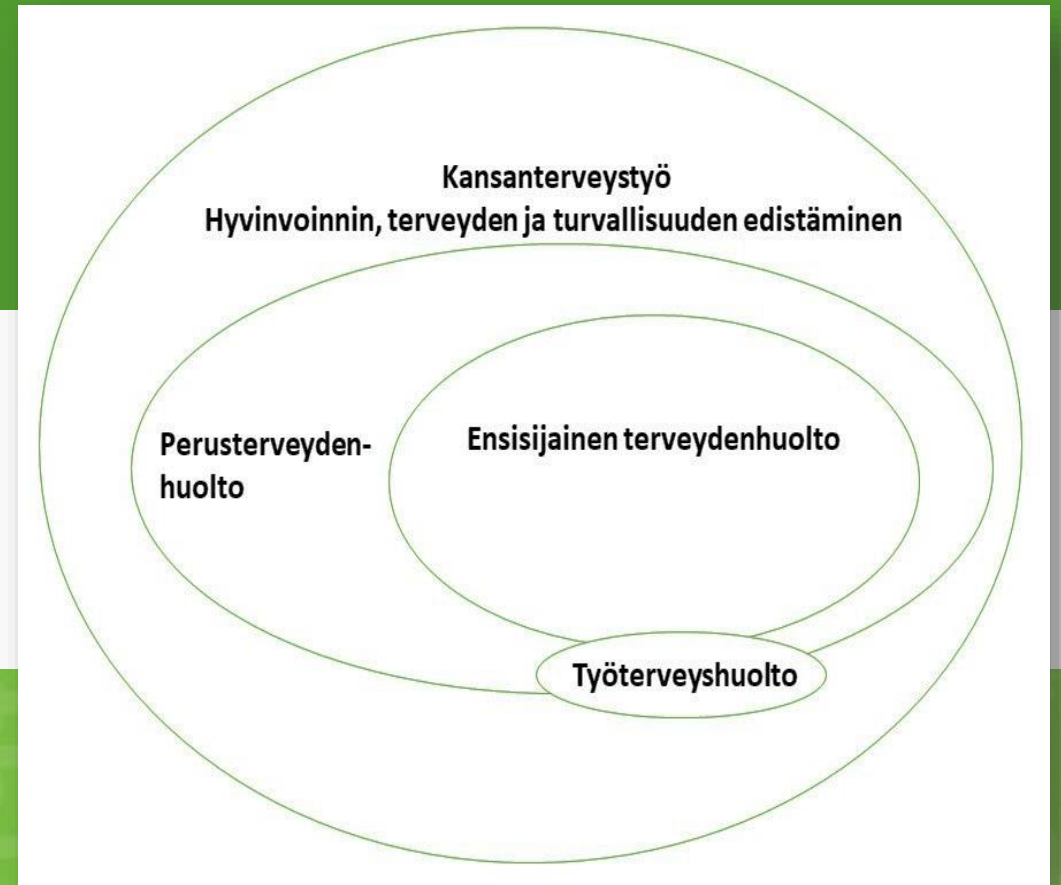 Kansanterveystyö
Hyvinvoinnin, terveyden ja turvallisuuden edistäminen
Perusterveyden-
huolto
Ensisijainen terveydenhuolto
Työterveyshuolto